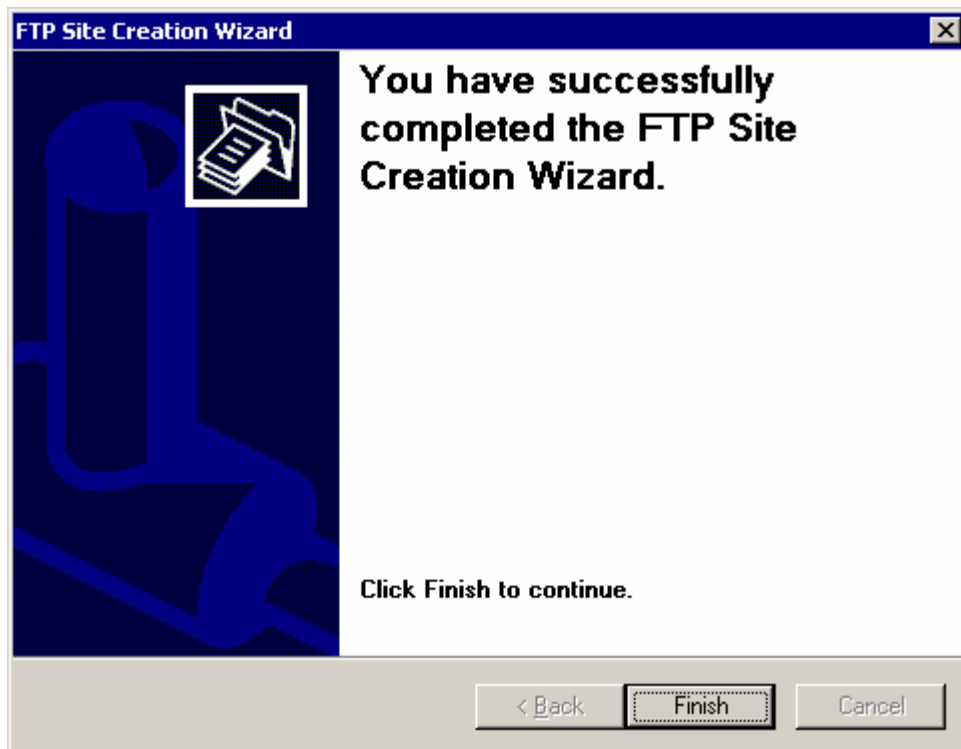 FTP Site Creation Wizard
You have successfully
completed the FTP Site
Creation Wizard.
Click Finish to continue.
< Back
Finish
Cancel